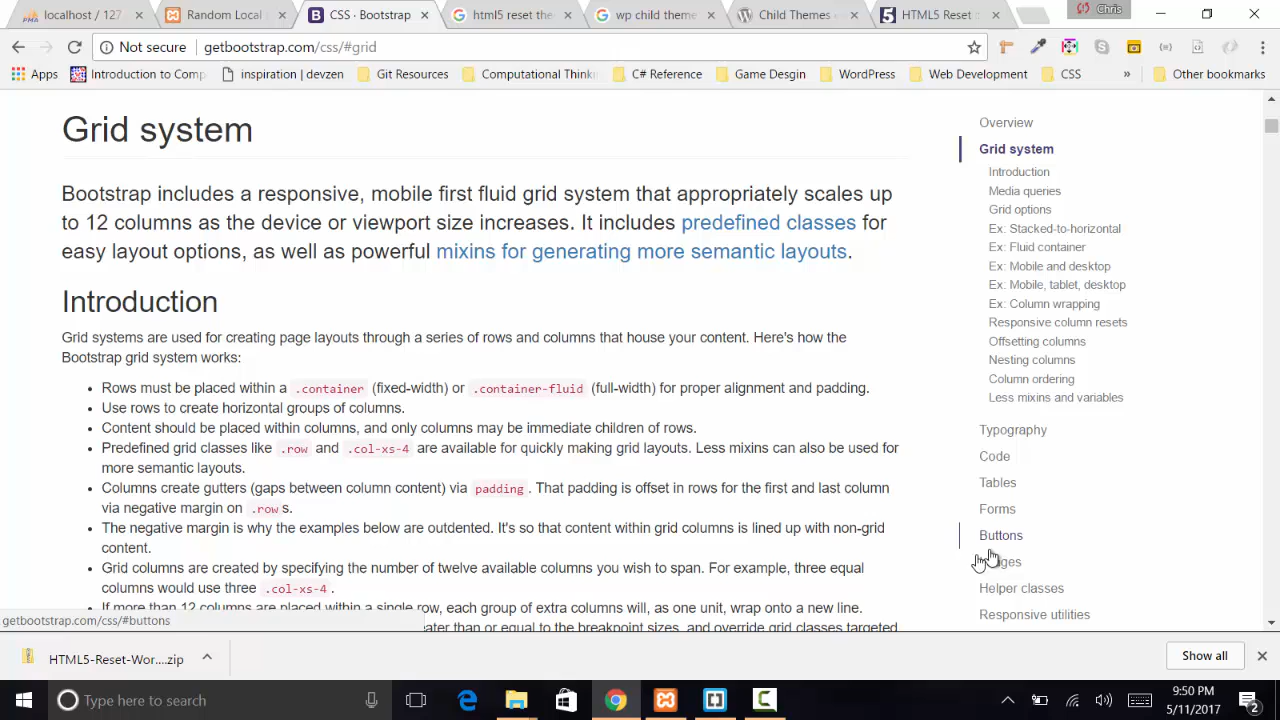 localhost / 127
Random Local
CSS · Bootstrap
html5 reset the
wp child theme
Child Themes «
HTML5 Reset
Chris
Not secure
getbootstrap.com/css/#grid
Apps
Introduction to Comp
inspiration | devzen
Git Resources
Computational Thinki
C# Reference
Game Desgin
WordPress
Web Development
CSS
»
Other bookmarks
Grid system
Bootstrap includes a responsive, mobile first fluid grid system that appropriately scales up
to 12 columns as the device or viewport size increases. It includes predefined classes for
easy layout options, as well as powerful mixins for generating more semantic layouts.
Introduction
Grid systems are used for creating page layouts through a series of rows and columns that house your content. Here's how the
Bootstrap grid system works:
• Rows must be placed within a .container (fixed-width) or .container-fluid (full-width) for proper alignment and padding.
• Use rows to create horizontal groups of columns.
• Content should be placed within columns, and only columns may be immediate children of rows.
• Predefined grid classes like .row and .col-xs-4 are available for quickly making grid layouts. Less mixins can also be used for
more semantic layouts.
• Columns create gutters (gaps between column content) via padding. That padding is offset in rows for the first and last column
via negative margin on .row s.
• The negative margin is why the examples below are outdented. It's so that content within grid columns is lined up with non-grid
content.
• Grid columns are created by specifying the number of twelve available columns you wish to span. For example, three equal
columns would use three .col-xs-4.
• If more than 12 columns are placed within a single row, each group of extra columns will, as one unit, wrap onto a new line.
eater than or equal to the breakpoint sizes, and override grid classes targeted
Overview
Grid system
Introduction
Media queries
Grid options
Ex: Stacked-to-horizontal
Ex: Fluid container
Ex: Mobile and desktop
Ex: Mobile, tablet, desktop
Ex: Column wrapping
Responsive column resets
Offsetting columns
Nesting columns
Column ordering
Less mixins and variables
Typography
Code
Tables
Forms
Buttons
ges
Helper classes
Responsive utilities
getbootstrap.com/css/#buttons
HTML5-Reset-Wor....zip
Show all
Type here to search
9:50 PM
5/11/2017
2